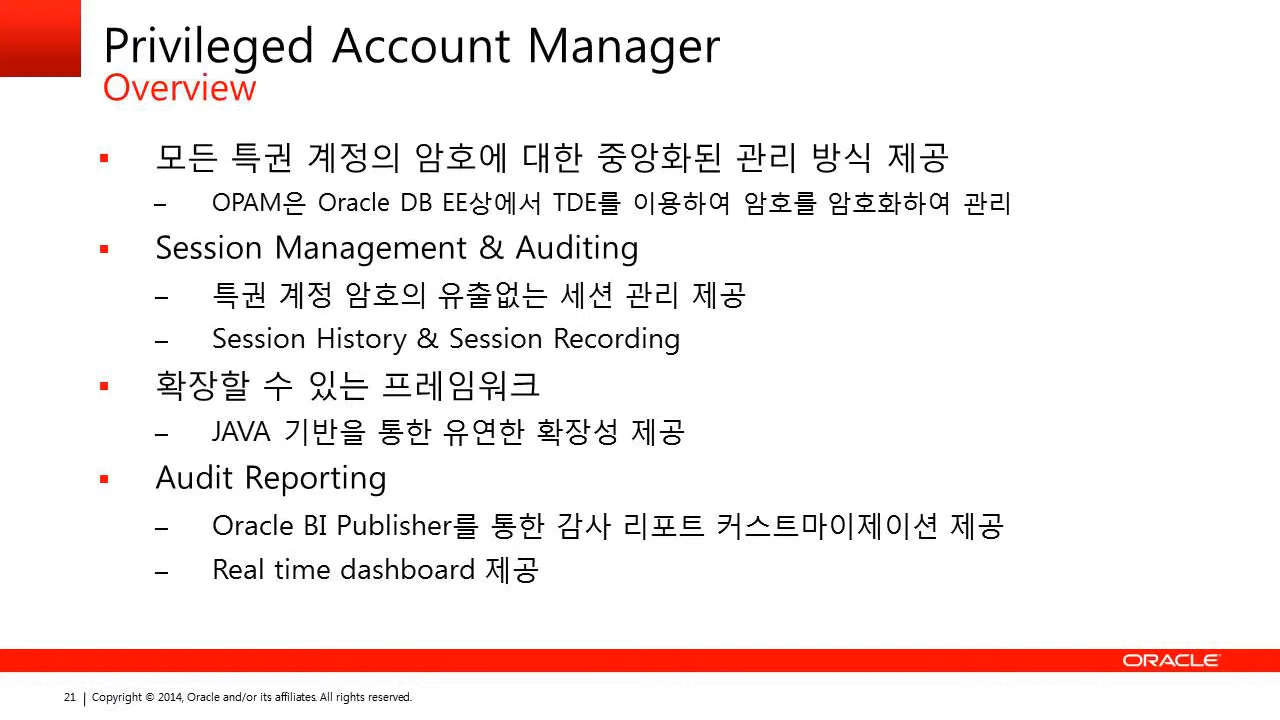 Privileged Account Manager
Overview
▪ 모든 특권 계정의 암호에 대한 중앙화된 관리 방식 제공
– OPAM은 Oracle DB EE상에서 TDE를 이용하여 암호를 암호화하여 관리
▪ Session Management & Auditing
– 특권 계정 암호의 유출없는 세션 관리 제공
– Session History & Session Recording
▪ 확장할 수 있는 프레임워크
– JAVA 기반을 통한 유연한 확장성 제공
▪ Audit Reporting
– Oracle BI Publisher를 통한 감사 리포트 커스트마이제이션 제공
– Real time dashboard 제공
ORACLE
21 | Copyright © 2014, Oracle and/or its affiliates. All rights reserved.